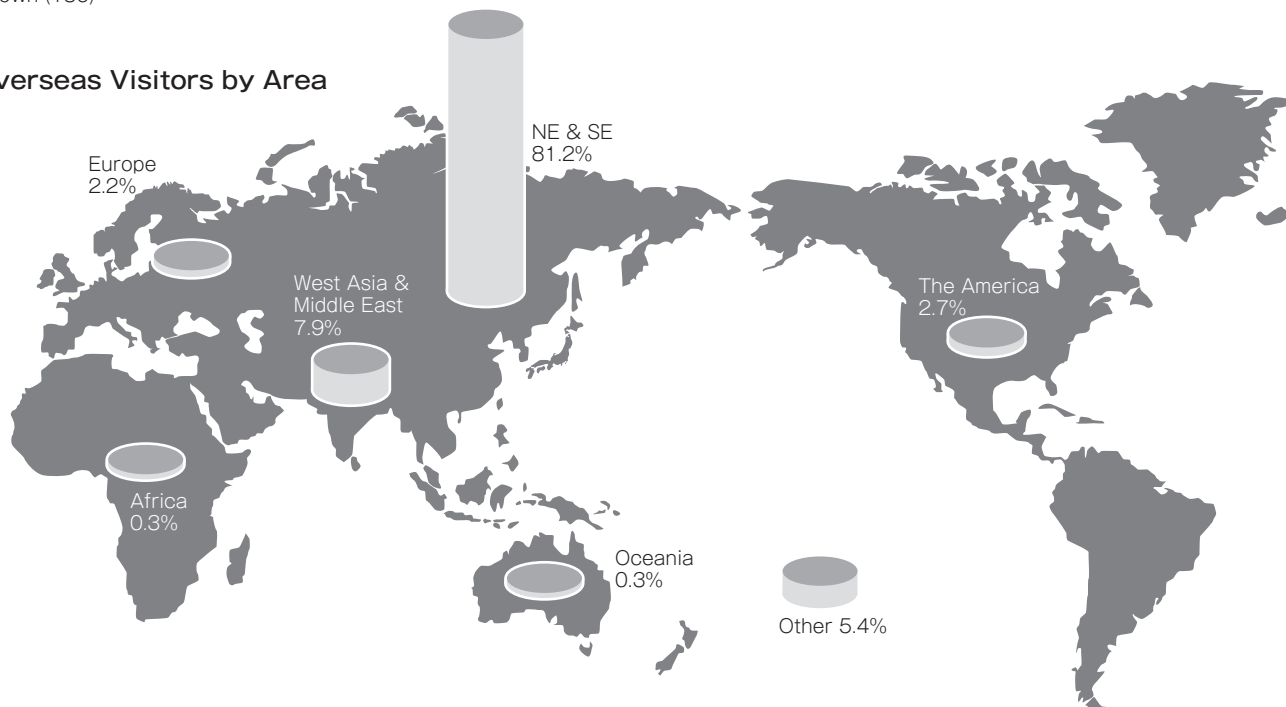 verseas Visitors by Area
NE & SE
81.2%
Europe
2.2%
West Asia &
Middle East
7.9%
The America
2.7%
Africa
0.3%
Oceania
0.3%
Other 5.4%